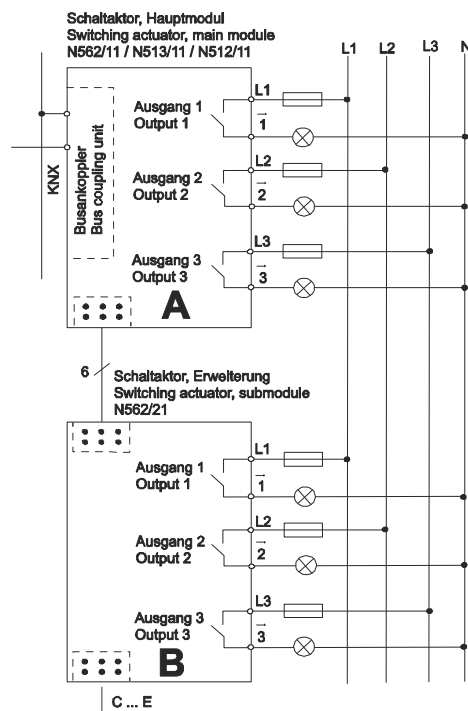 Schaltaktor, Hauptmodul
Switching actuator, main module
N562/11 / N513/11 / N512/11
L1 L2 L3 N
KNX
Busankoppler
Bus coupling unit
Ausgang 1
Output 1
L1
1
Ausgang 2
Output 2
L2
2
Ausgang 3
Output 3
L3
3
A
6
Schaltaktor, Erweiterung
Switching actuator, submodule
N562/21
Ausgang 1
Output 1
L1
1
Ausgang 2
Output 2
L2
2
Ausgang 3
Output 3
L3
3
B
C ... E